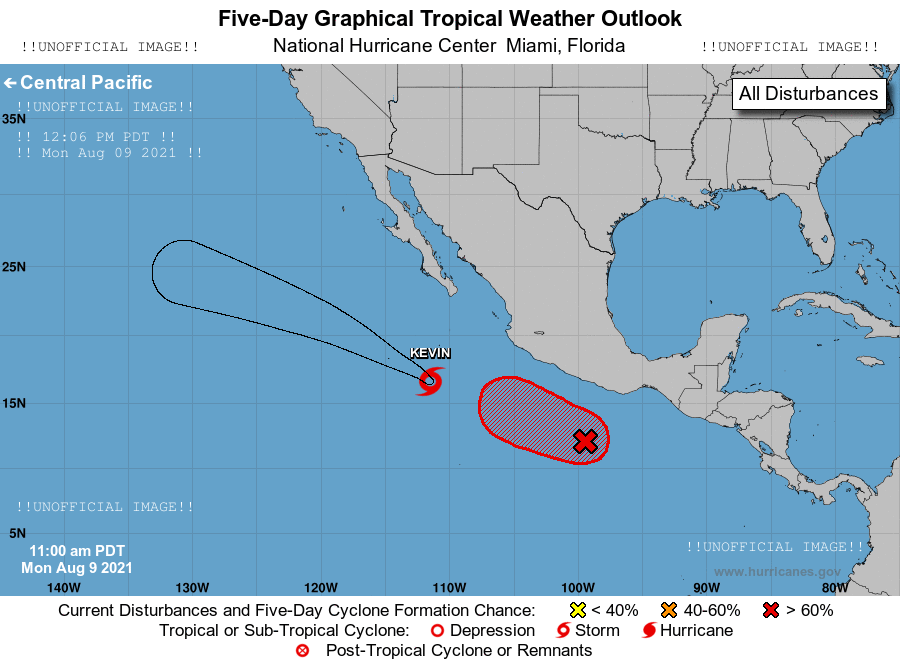 Five-Day Graphical Tropical Weather Outlook
!!UNOFFICIAL IMAGE!! National Hurricane Center Miami, Florida !!UNOFFICIAL IMAGE!!
← Central Pacific
All Disturbances
!!UNOFFICIAL IMAGE!!
35N
!! 12:06 PM PDT !!
!! Mon Aug 09 2021 !!
25N
KEVIN
15N
!!UNOFFICIAL IMAGE!!
5N
11:00 am PDT
Mon Aug 9 2021
!!UNOFFICIAL IMAGE!!
www.hurricanes.gov
140W 130W 120W 110W 100W 90W 80W
Current Disturbances and Five-Day Cyclone Formation Chance: < 40% 40-60% > 60%
Tropical or Sub-Tropical Cyclone: Depression Storm Hurricane
Post-Tropical Cyclone or Remnants